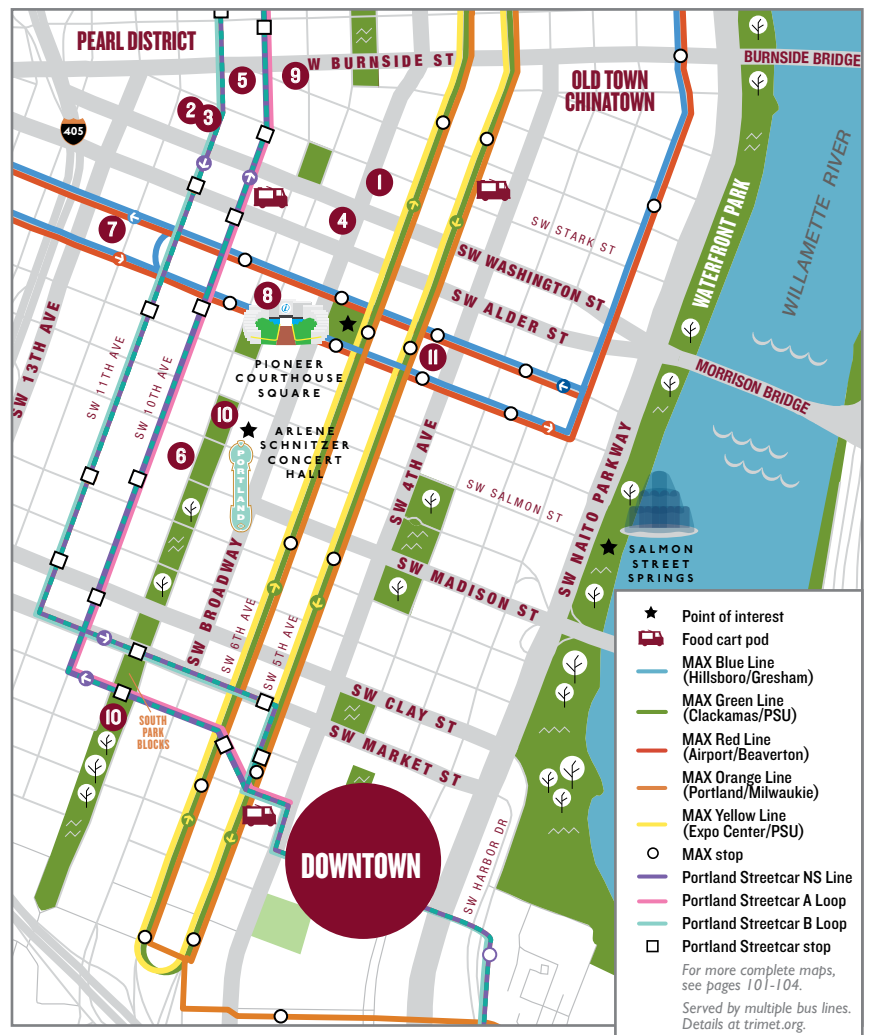 PEARL DISTRICT
5
9
W BURNSIDE ST
BURNSIDE BRIDGE
OLD TOWN
CHINATOWN
2
3
405
1
4
7
8
SW STARK ST
SW WASHINGTON ST
SW ALDER ST
WATERFRONT PARK
WILLAMETTE RIVER
SW 13TH AVE
SW 11TH AVE
SW 10TH AVE
i
PIONEER
COURTHOUSE
SQUARE
11
MORRISON BRIDGE
10
ARLENE
SCHNITZER
CONCERT
HALL
PORTLAND
6
SW 4TH AVE
SW SALMON ST
SW NAITO PARKWAY
SALMON
STREET
SPRINGS
SW BROADWAY
SW 6TH AVE
SW 5TH AVE
SW MADISON ST
SW CLAY ST
SW MARKET ST
10
SOUTH
PARK
BLOCKS
DOWNTOWN
SW HARBOR DR
Point of interest
Food cart pod
MAX Blue Line
(Hillsboro/Gresham)
MAX Green Line
(Clackamas/PSU)
MAX Red Line
(Airport/Beaverton)
MAX Orange Line
(Portland/Milwaukie)
MAX Yellow Line
(Expo Center/PSU)
MAX stop
Portland Streetcar NS Line
Portland Streetcar A Loop
Portland Streetcar B Loop
Portland Streetcar stop
For more complete maps,
see pages 101-104.
Served by multiple bus lines.
Details at trimet.org.